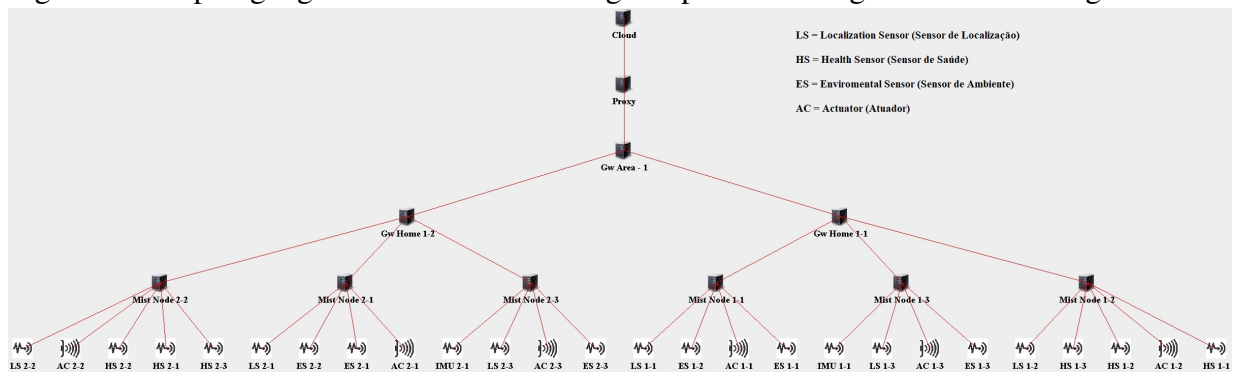 Cloud
LS = Localization Sensor (Sensor de Localização)
HS = Health Sensor (Sensor de Saúde)
Proxy
ES = Enviromental Sensor (Sensor de Ambiente)
AC = Actuator (Atuador)
Gw Area - 1
Gw Home 1-2 Gw Home 1-1
Mist Node 2-2 Mist Node 2-1 Mist Node 2-3 Mist Node 1-1 Mist Node 1-3 Mist Node 1-2
LS 2-2 AC 2-2 HS 2-2 HS 2-1 HS 2-3 LS 2-1 ES 2-2 ES 2-1 AC 2-1 IMU 2-1 LS 2-3 AC 2-3 ES 2-3 LS 1-1 ES 1-2 AC 1-1 ES 1-1 IMU 1-1 LS 1-3 AC 1-3 ES 1-3 LS 1-2 HS 1-3 HS 1-2 AC 1-2 HS 1-1